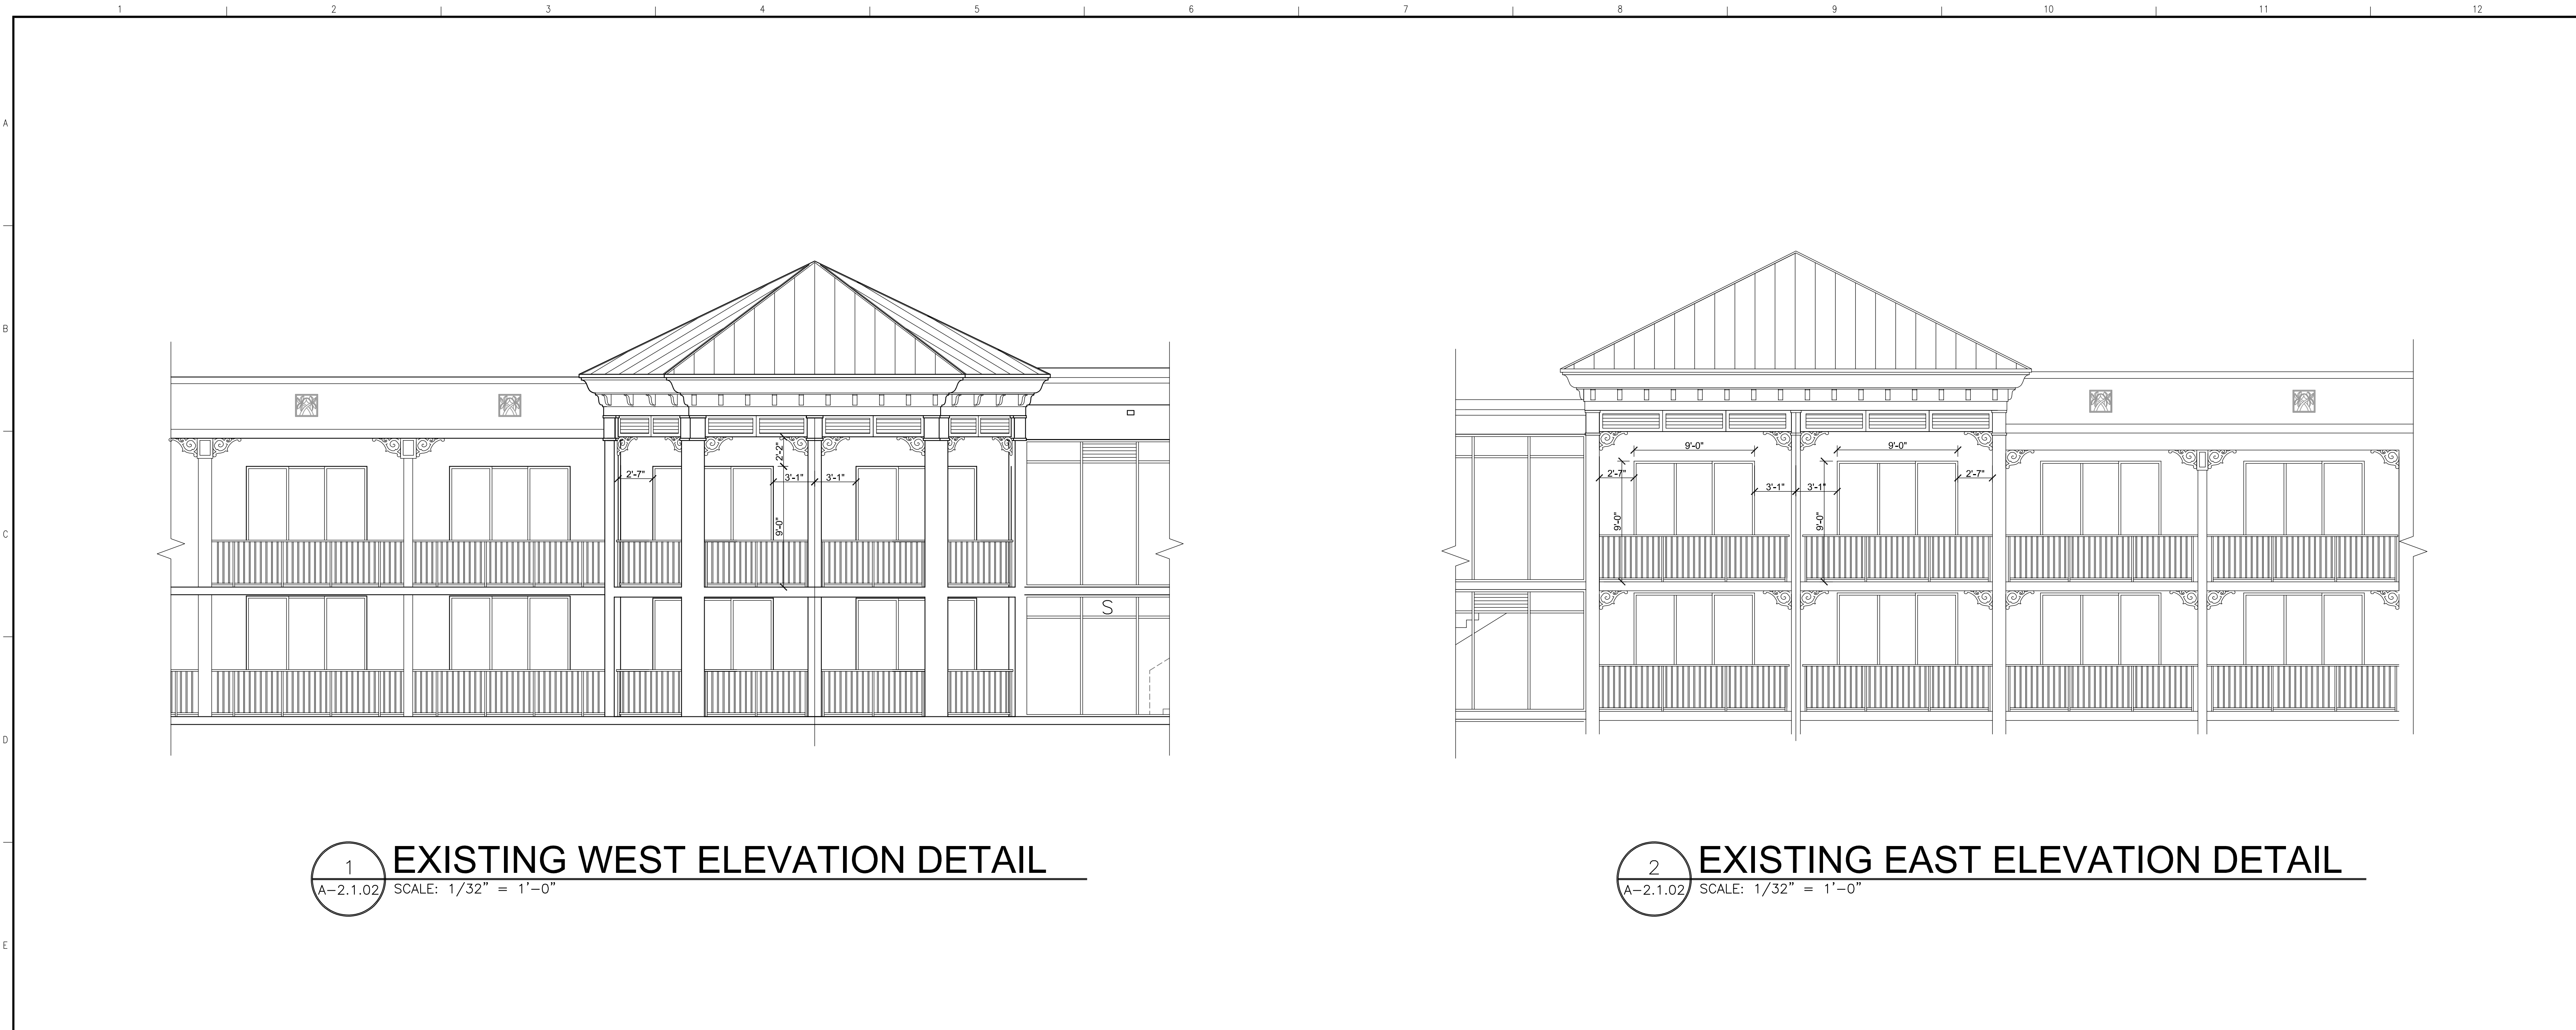 1 2 3 4 5 6 7 8 9 10 11 12
A
B
C
D
E
2'-2"
2'-7"
3'-1" 3'-1"
9'-0"
S
9'-0" 9'-0"
2'-7" 2'-7"
3'-1" 3'-1"
9'-0" 9'-0"
1
EXISTING WEST ELEVATION DETAIL
A-2.1.02
SCALE: 1/32" = 1'-0"
2
EXISTING EAST ELEVATION DETAIL
A-2.1.02
SCALE: 1/32" = 1'-0"